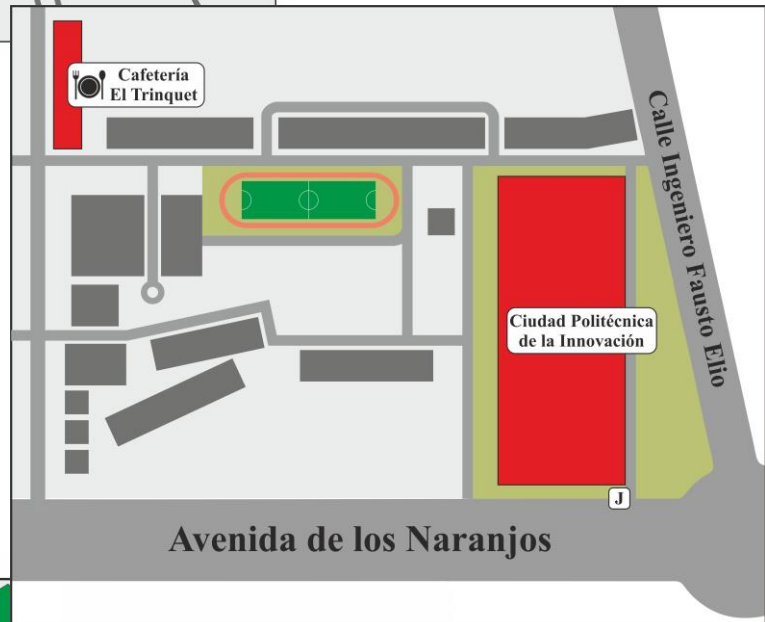 Cafetería
El Trinquet
Calle Ingeniero Fausto Elio
Ciudad Politécnica
de la Innovación
J
Avenida de los Naranjos